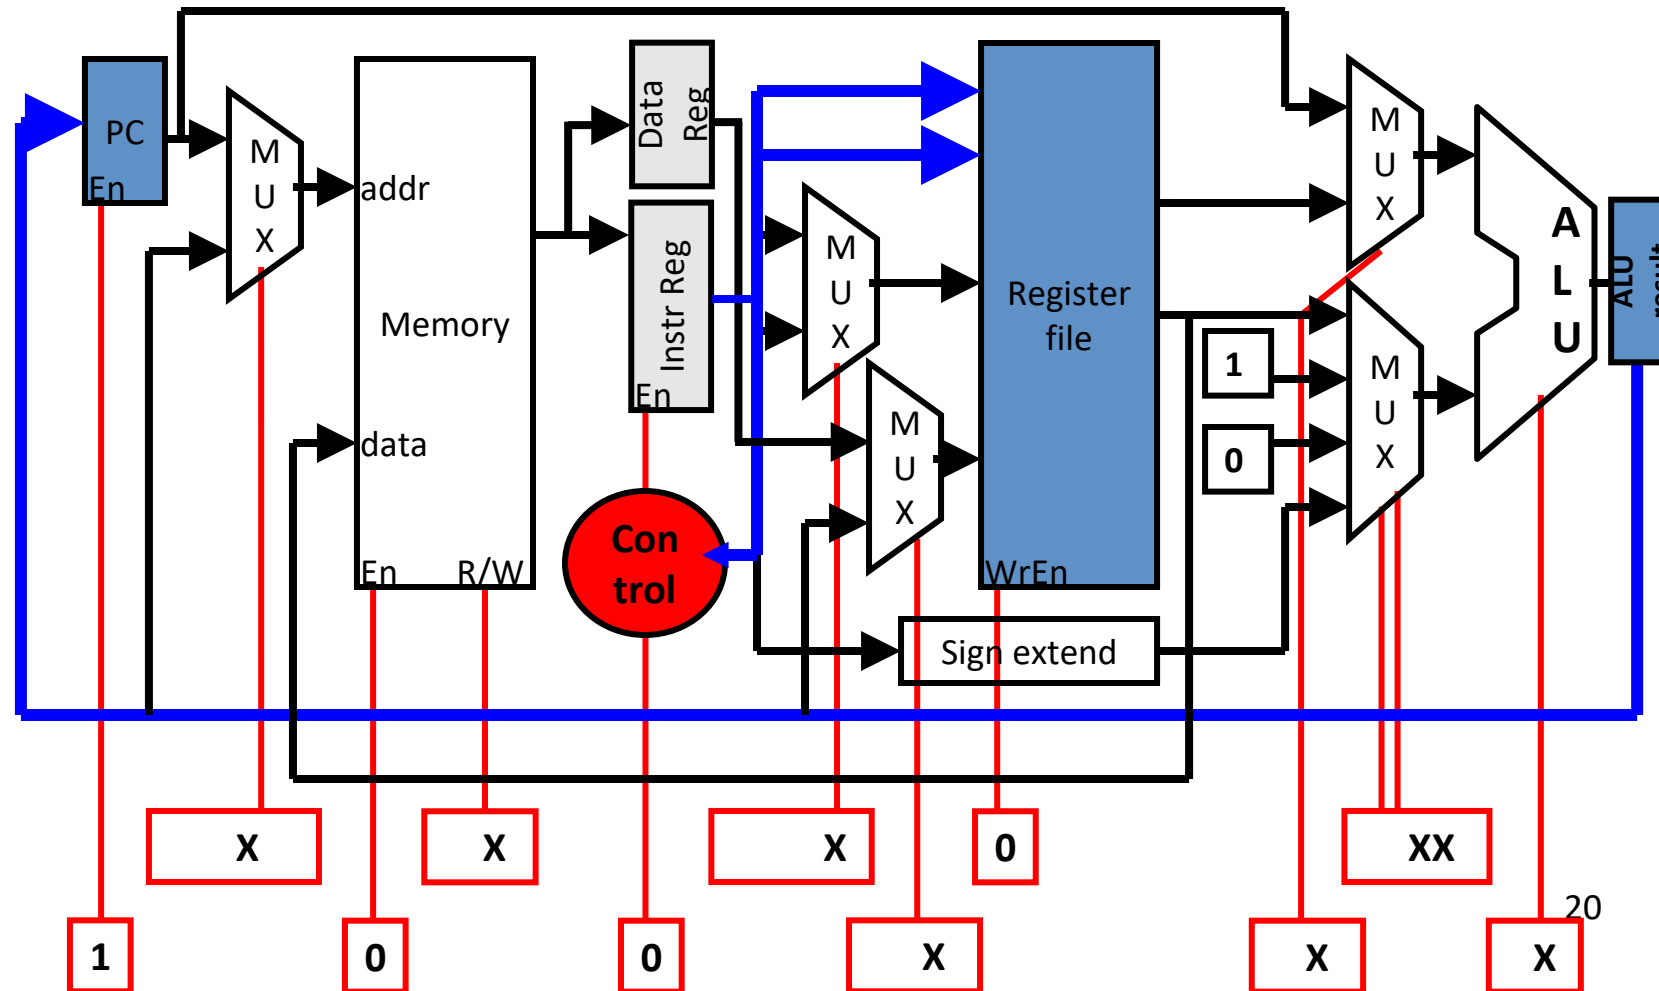 PC
En
M
U
X
addr
Memory
data
En
R/W
Data
Reg
Instr Reg
En
Con
trol
M
U
X
M
U
X
Register
file
WrEn
Sign extend
M
U
X
1
0
M
U
X
A
L
U
ALU
result
X
X
X
0
XX
20
1
0
0
X
X
X